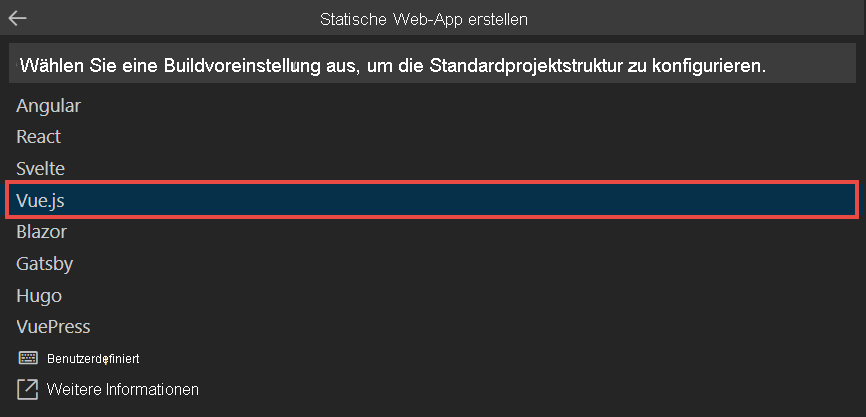 Statische Web-App erstellen
Wählen Sie eine Buildvoreinstellung aus, um die Standardprojektstruktur zu konfigurieren.
Angular
React
Svelte
Vue.js
Blazor
Gatsby
Hugo
VuePress
Benutzerdefiniert
Weitere Informationen